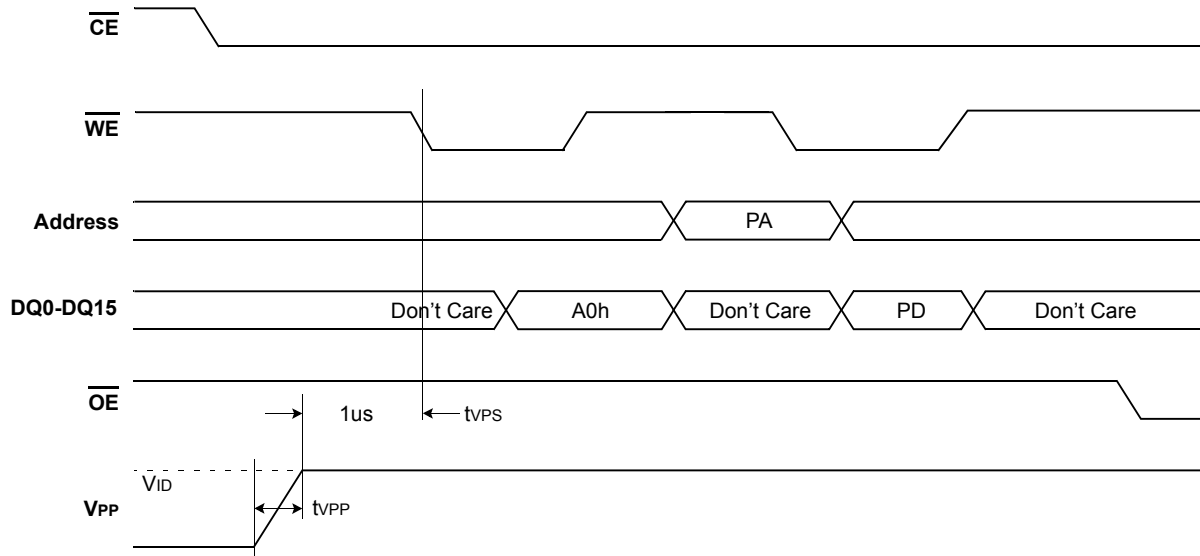 CE
WE
Address
PA
DQ0-DQ15
Don't Care
A0h
Don't Care
PD
Don't Care
OE
1us
tVPS
VID
VPP
tVPP